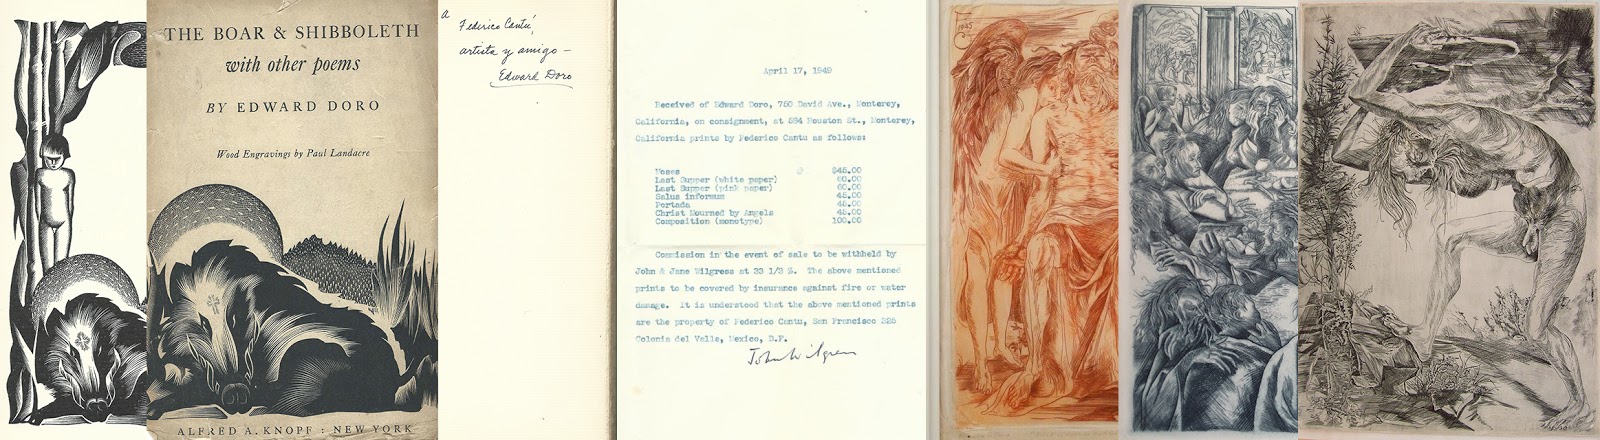 THE BOAR & SHIBBOLETH
with other poems
BY EDWARD DORO
Wood Engravings by Paul Landacre
ALFRED A. KNOPF : NEW YORK
a
Federico Cantú,
artista y amigo—
Edward Doro
April 17, 1949
Received of Edward Doro, 750 David Ave., Monterey,
California, on consignment, at 584 Houston St., Monterey,
California prints by Federico Cantu as follows:
Moses @ $45.00
Last Supper (white paper) 60.00
Last Supper (pink paper) 60.00
Salus informum 45.00
Portada 45.00
Christ Mourned by Angels 45.00
Composition (monotype) 100.00
Commission in the event of sale to be withheld by
John & Jane Wilgress at 33 1/3 %. The above mentioned
prints to be covered by insurance against fire or water
damage. It is understood that the above mentioned prints
are the property of Federico Cantu, San Francisco 326
Colonia del Valle, Mexico, D.F.
John Wilgress